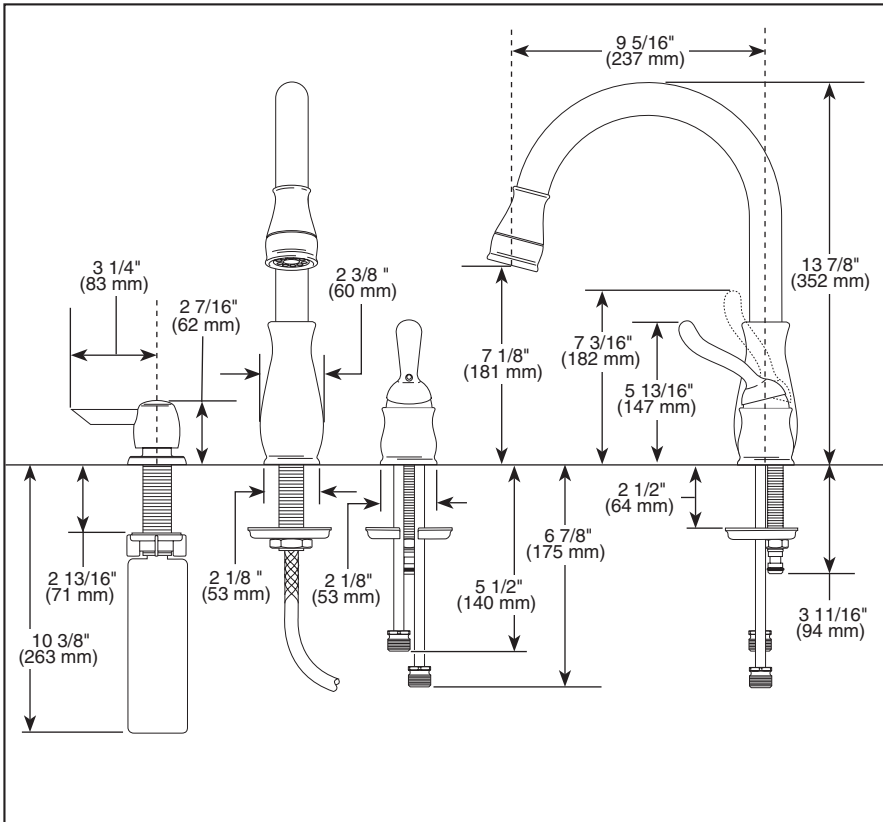 9 5/16"
(237 mm)
3 1/4"
(83 mm)
2 7/16"
(62 mm)
2 3/8 "
(60 mm)
13 7/8"
(352 mm)
7 1/8"
(181 mm)
7 3/16"
(182 mm)
5 13/16"
(147 mm)
2 1/2"
(64 mm)
6 7/8"
(175 mm)
2 13/16"
(71 mm)
2 1/8 "
(53 mm)
2 1/8"
(53 mm)
5 1/2"
(140 mm)
3 11/16"
(94 mm)
10 3/8"
(263 mm)